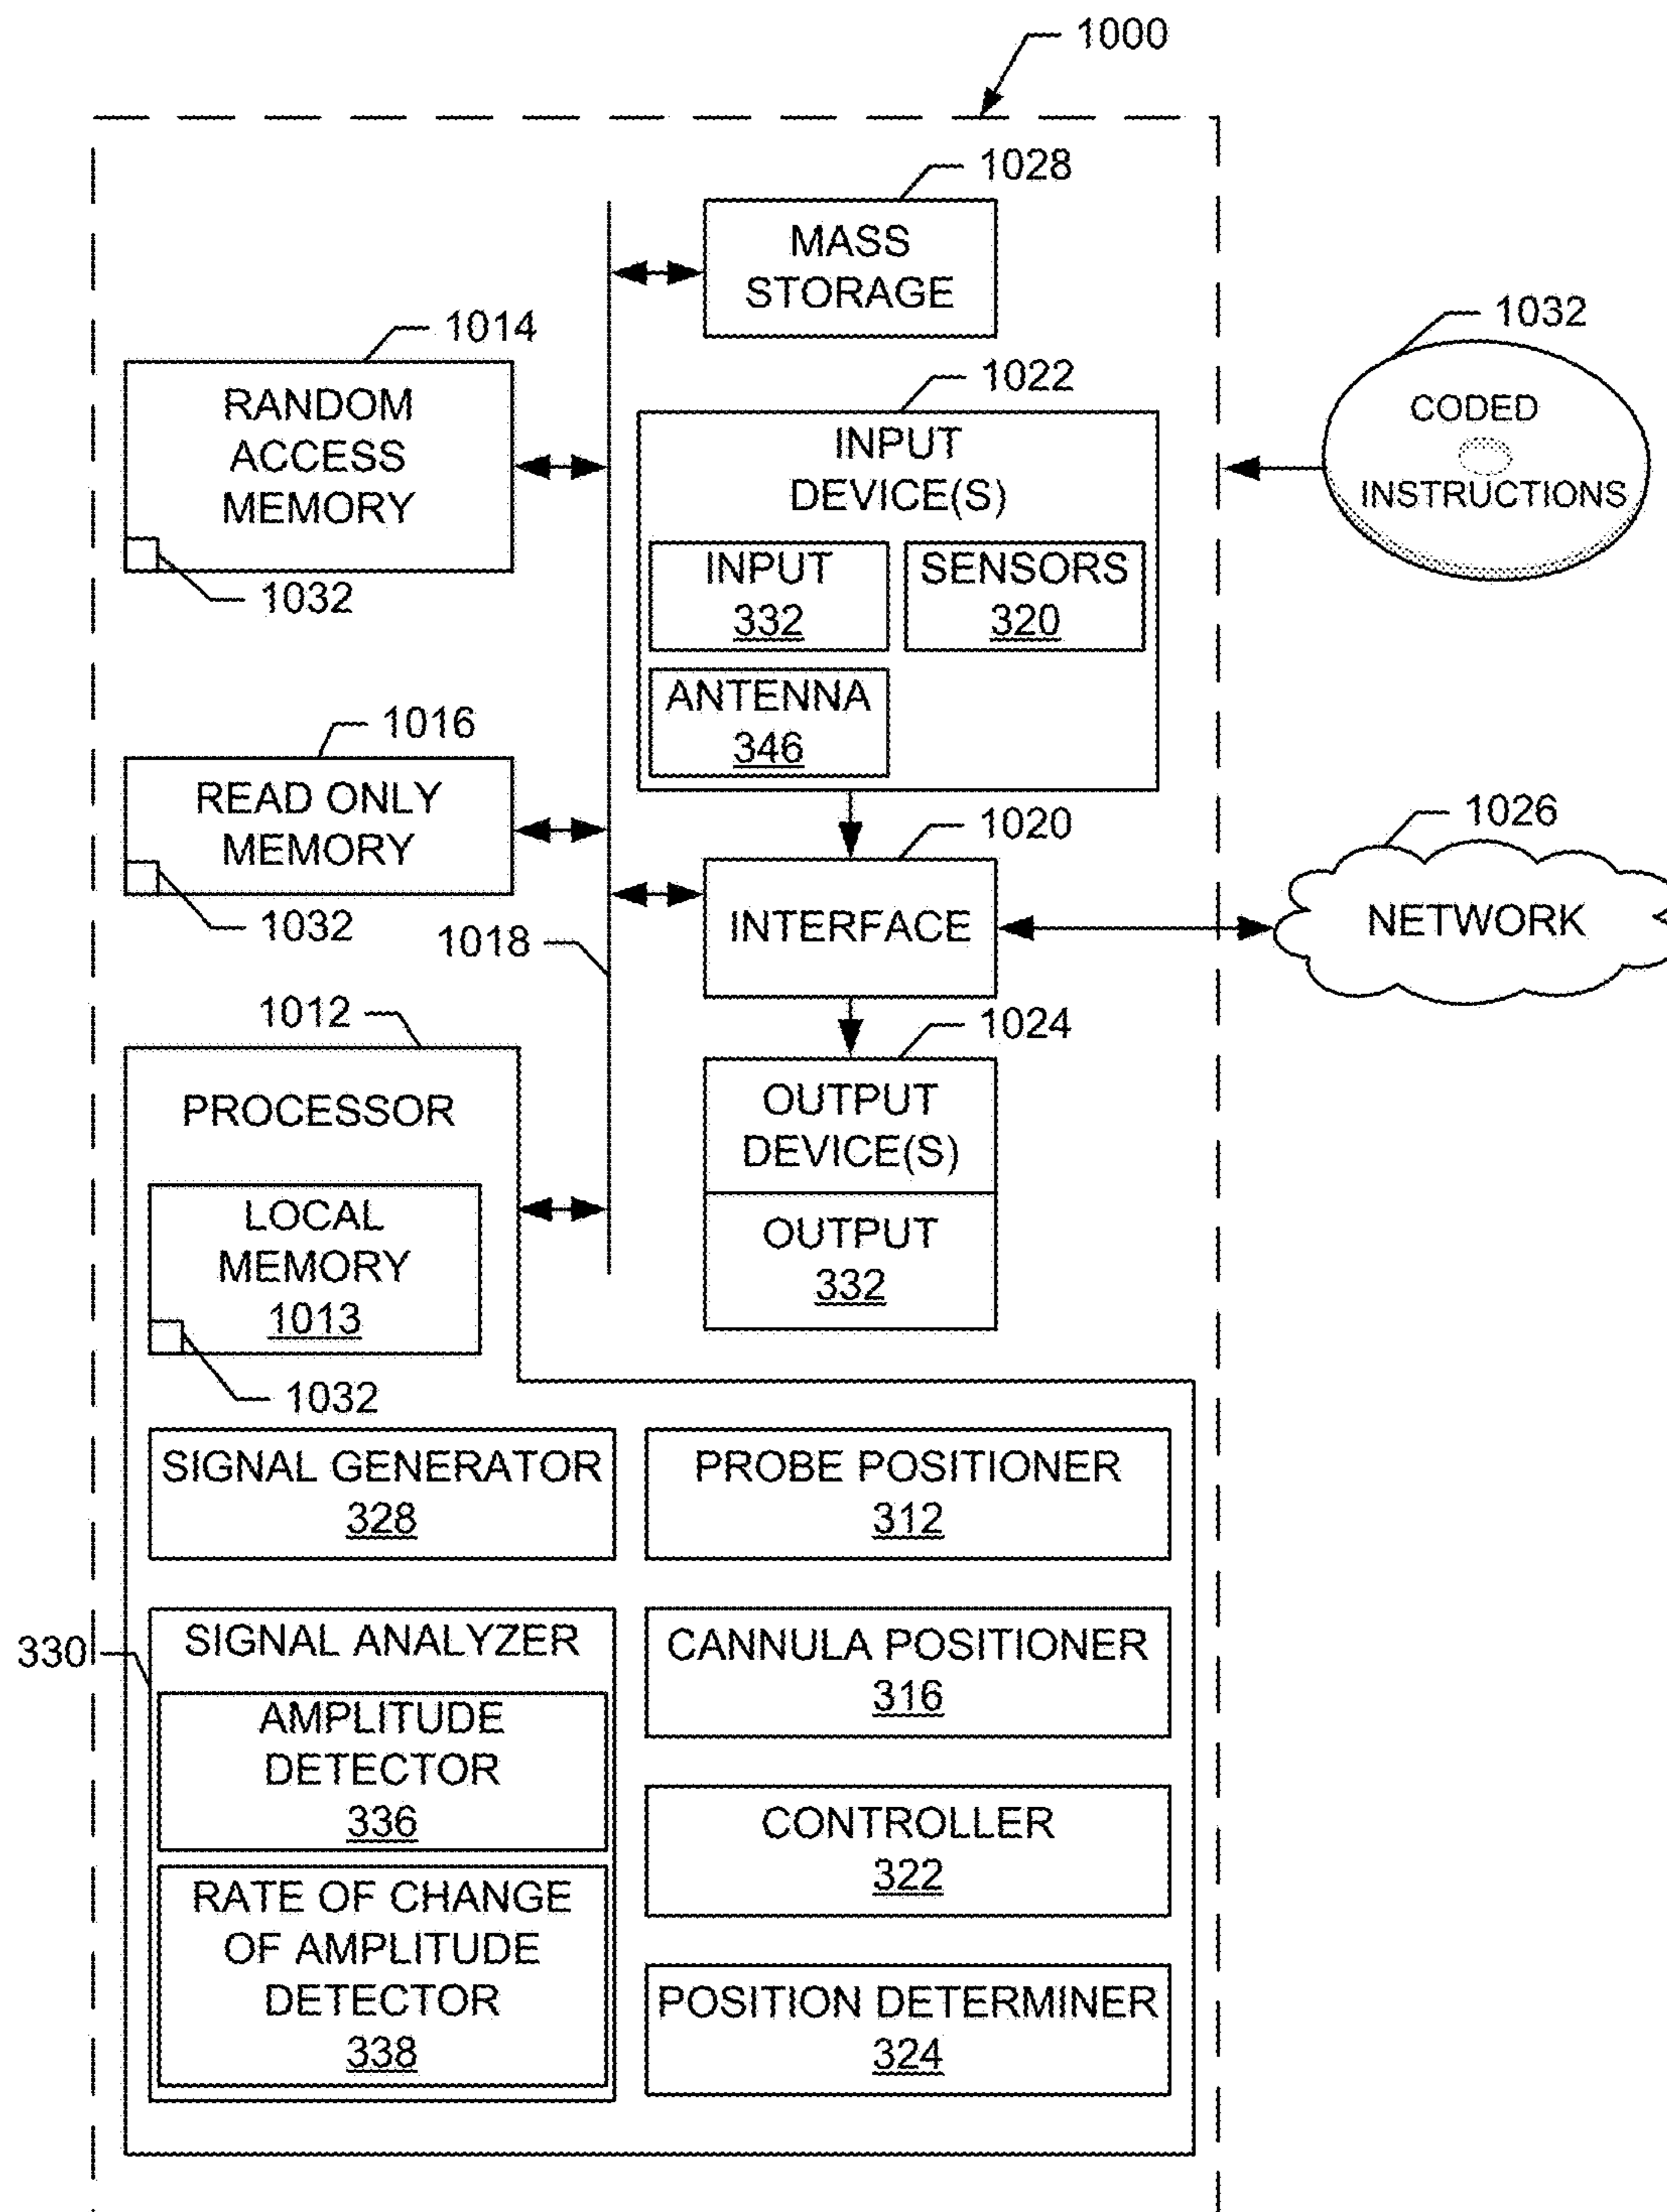 1000
1028
MASS
STORAGE
1014
RANDOM
ACCESS
MEMORY
1032
1022
INPUT
DEVICE(S)
INPUT
332
SENSORS
320
ANTENNA
346
1032
CODED
INSTRUCTIONS
1016
READ ONLY
MEMORY
1032
1018
1020
INTERFACE
1026
NETWORK
1012
PROCESSOR
LOCAL
MEMORY
1013
1032
1024
OUTPUT
DEVICE(S)
OUTPUT
332
SIGNAL GENERATOR
328
PROBE POSITIONER
312
330
SIGNAL ANALYZER
AMPLITUDE
DETECTOR
336
RATE OF CHANGE
OF AMPLITUDE
DETECTOR
338
CANNULA POSITIONER
316
CONTROLLER
322
POSITION DETERMINER
324